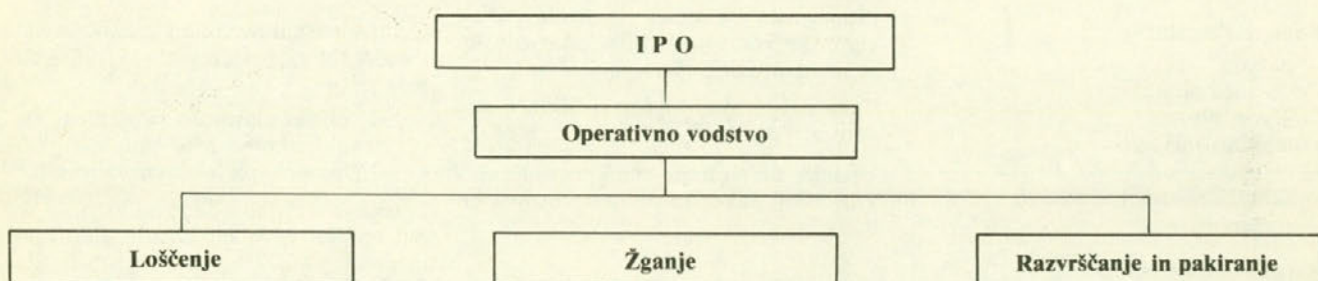 I P O
Operativno vodstvo
Loščenje
Žganje
Razvrščanje in pakiranje